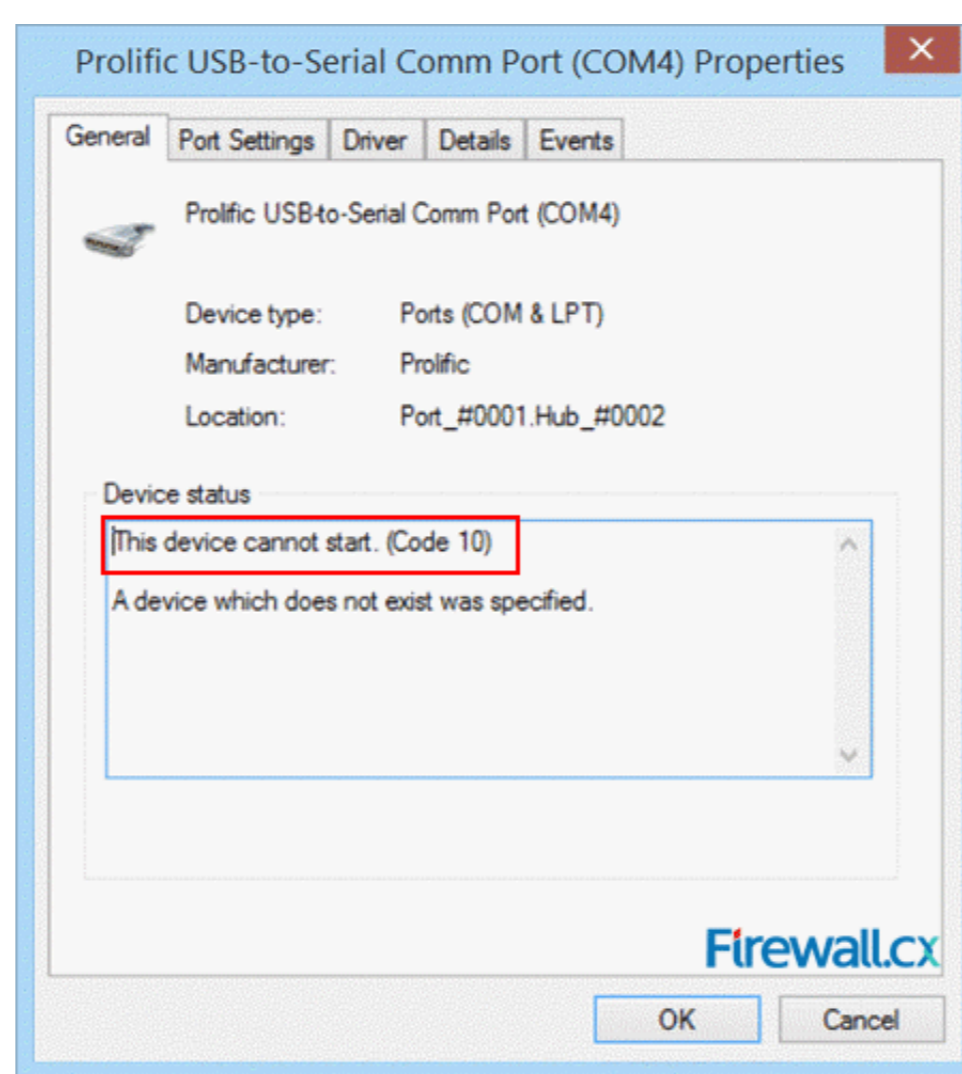 Prolific USB-to-Serial Comm Port (COM4) Properties
General Port Settings Driver Details Events
Prolific USB-to-Serial Comm Port (COM4)
Device type: Ports (COM & LPT)
Manufacturer: Prolific
Location: Port_#0001.Hub_#0002
Device status
This device cannot start. (Code 10)
A device which does not exist was specified.
Firewall.cx
OK Cancel